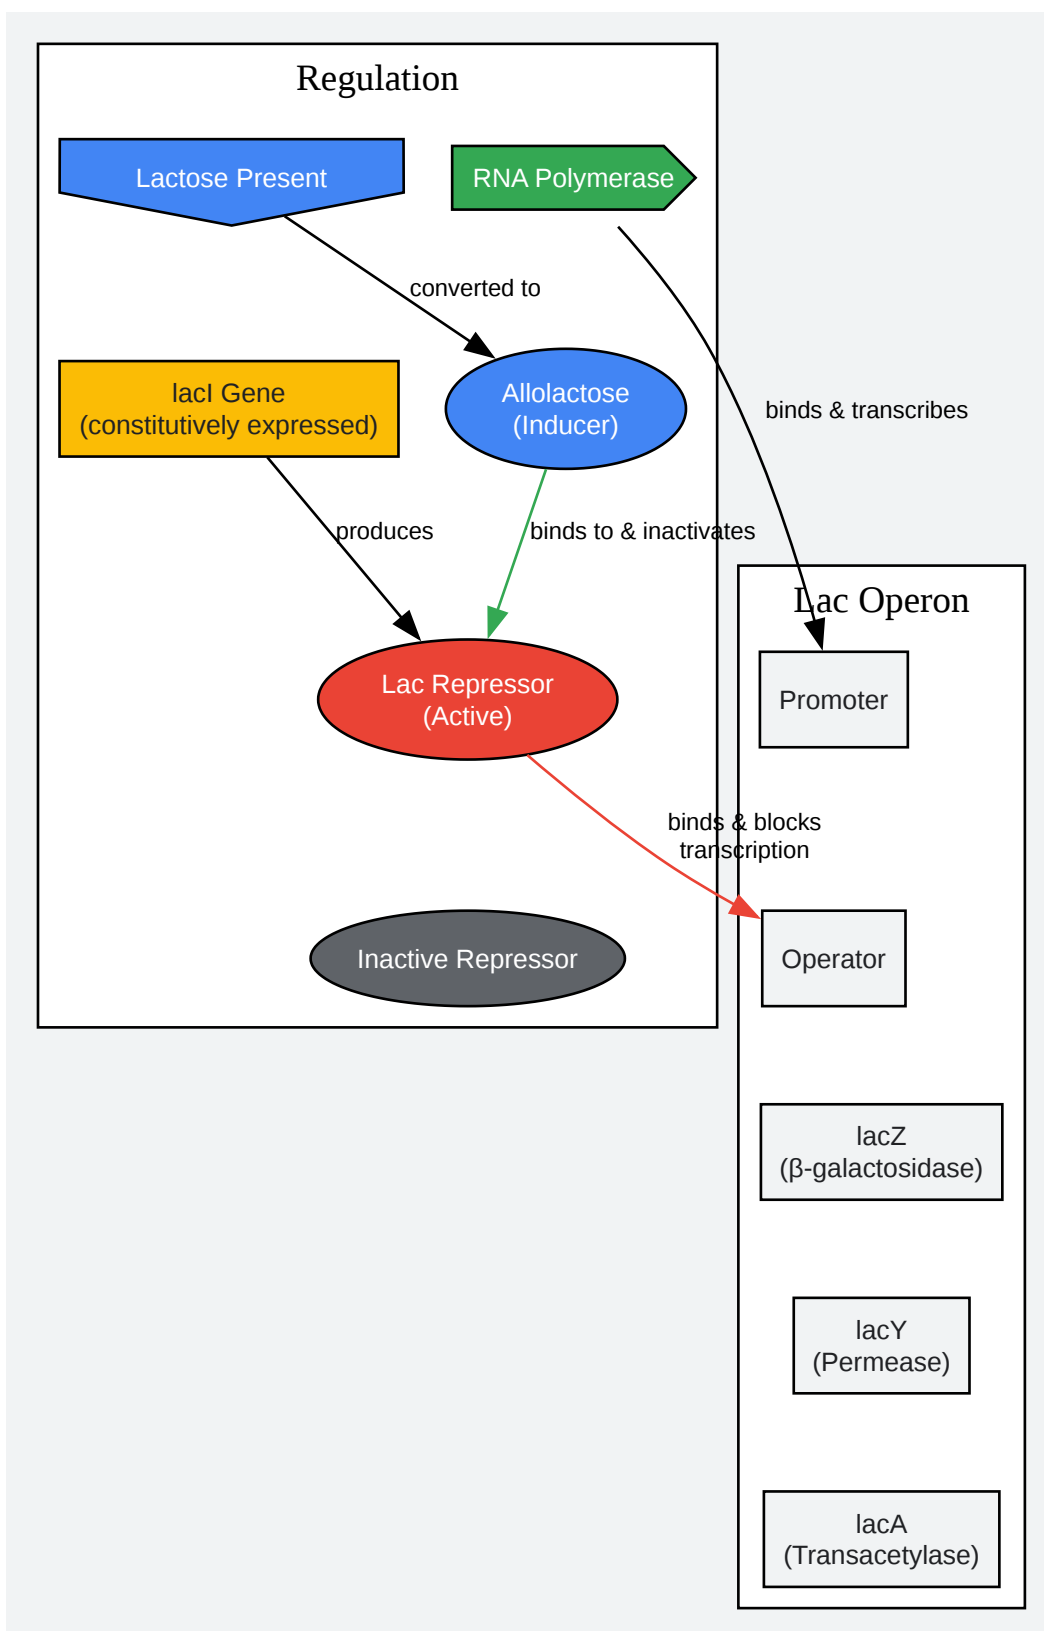 Regulation
Lactose Present
RNA Polymerase
converted to
lacI Gene
(constitutively expressed)
Allolactose
(Inducer)
binds & transcribes
produces
binds to & inactivates
Lac Operon
Lac Repressor
(Active)
Promoter
binds & blocks
transcription
Inactive Repressor
Operator
lacZ
(β-galactosidase)
lacY
(Permease)
lacA
(Transacetylase)